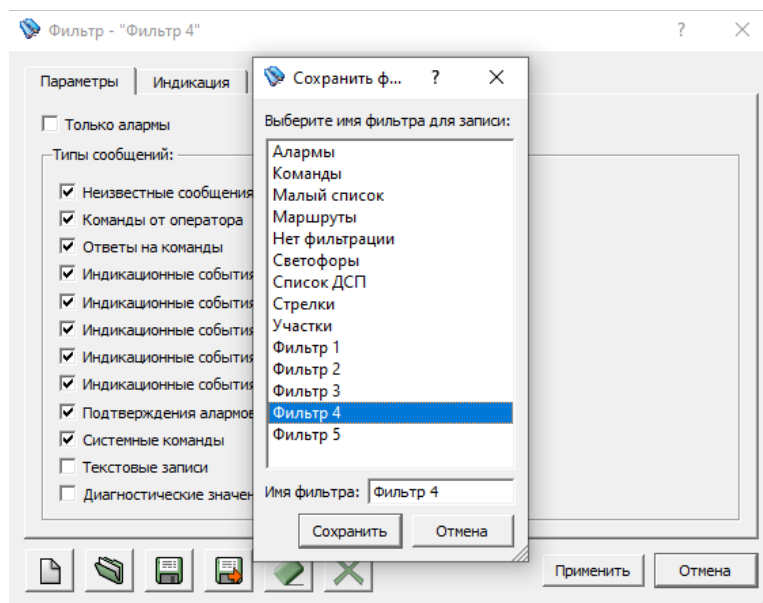 Фильтр - "Фильтр 4"
?
Параметры
Индикация
Только алармы
Типы сообщений:
Неизвестные сообщения
Команды от оператора
Ответы на команды
Индикационные события
Индикационные события
Индикационные события
Индикационные события
Индикационные события
Подтверждения алармов
Системные команды
Текстовые записи
Диагностические значен
Сохранить ф...
?
Выберите имя фильтра для записи:
Алармы
Команды
Малый список
Маршруты
Нет фильтрации
Светофоры
Список ДСП
Стрелки
Участки
Фильтр 1
Фильтр 2
Фильтр 3
Фильтр 4
Фильтр 5
Имя фильтра: Фильтр 4
Сохранить
Отмена
Применить
Отмена